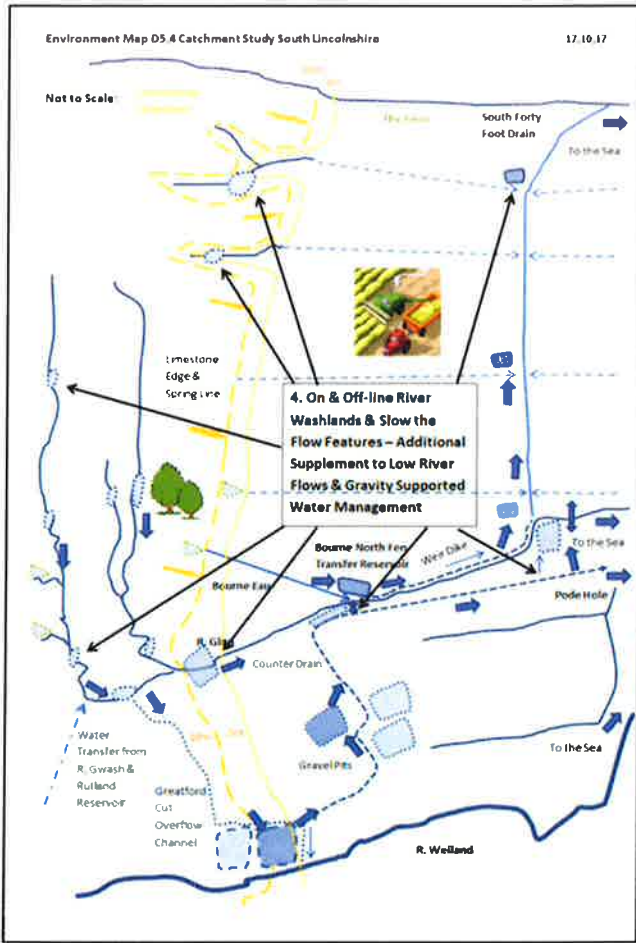 Environment Map D5.4 Catchment Study South Lincolnshire
17.10.17
Not to Scale
South Forty
Foot Drain
To the Sea
Limestone
Edge &
Spring Line
4. On & Off-line River
Washlands & Slow the
Flow Features – Additional
Supplement to Low River
Flows & Gravity Supported
Water Management
Bourne North Fen
Transfer Reservoir
Weir Dike
To the Sea
Bourne Eau
Pode Hole
R. Glen
Counter Drain
Water
Transfer from
R. Gwash &
Rutland
Reservoir
Greatford
Cut
Overflow
Channel
Gravel Pits
To the Sea
R. Welland